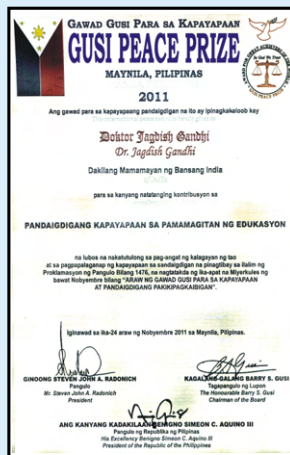 GAWAD GUSI PARA SA KAPAYAPAAN
GUSI PEACE PRIZE
MAYNILA, PILIPINAS
2011
Ang gawad para sa kapayapaang pandaigdigan na ito ay ipinagkakaloob kay
Doktor Jagdish Gandhi
Dr. Jagdish Gandhi
Dakilang Mamamayan ng Bansang India
para sa kanyang natatanging kontribusyon sa
PANDAIGDIGANG KAPAYAPAAN SA PAMAMAGITAN NG EDUKASYON
na lubos na nakatutulong sa pag-angat ng kalagayan ng tao
at sa pagpapalaganap ng kapayapaan sa sandaigdigan na pinagtibay sa ilalim ng
Proklamasyon ng Pangulo Bilang 1476, na nagtatakda ng ika-apat na Miyerkules ng
bawat Nobyembre bilang "ARAW NG GAWAD GUSI PARA SA KAPAYAPAAN
AT PANDAIGDIGANG PAKIKIPAGKAIBIGAN".
Iginawad sa ika-24 araw ng Nobyembre 2011 sa Maynila, Pilipinas.
GINOONG STEVEN JOHN A. RADONICH
Pangulo
Mr. Steven John A. Radonich
President
KAGALANG-GALANG BARRY S. GUSI
Tagapangulo ng Lupon
The Honourable Barry S. Gusi
Chairman of the Board
ANG KANYANG KADAKILAAN BENIGNO SIMEON C. AQUINO III
Pangulo ng Republika ng Pilipinas
His Excellency Benigno Simeon C. Aquino III
President of the Republic of the Philippines